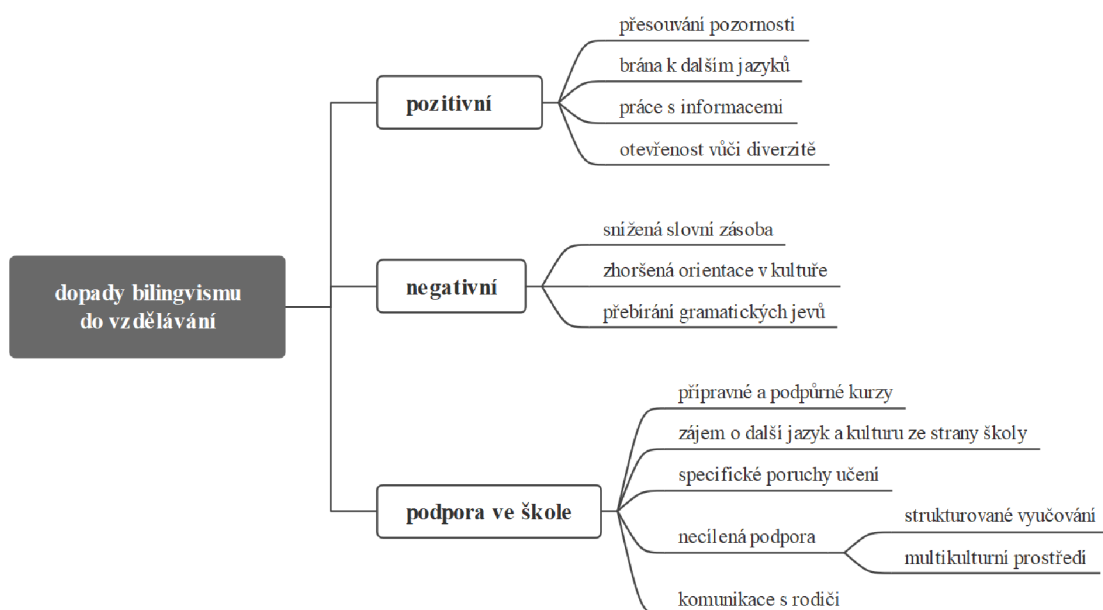 dopady bilingvismu
do vzdělávání
pozitivní
přesouvání pozornosti
brána k dalším jazyků
práce s informacemi
otevřenost vůči diverzitě
negativní
snížená slovní zásoba
zhoršená orientace v kultuře
přebírání gramatických jevů
podpora ve škole
přípravné a podpůrné kurzy
zájem o další jazyk a kulturu ze strany školy
specifické poruchy učení
necílená podpora
strukturované vyučování
multikulturní prostředí
komunikace s rodiči